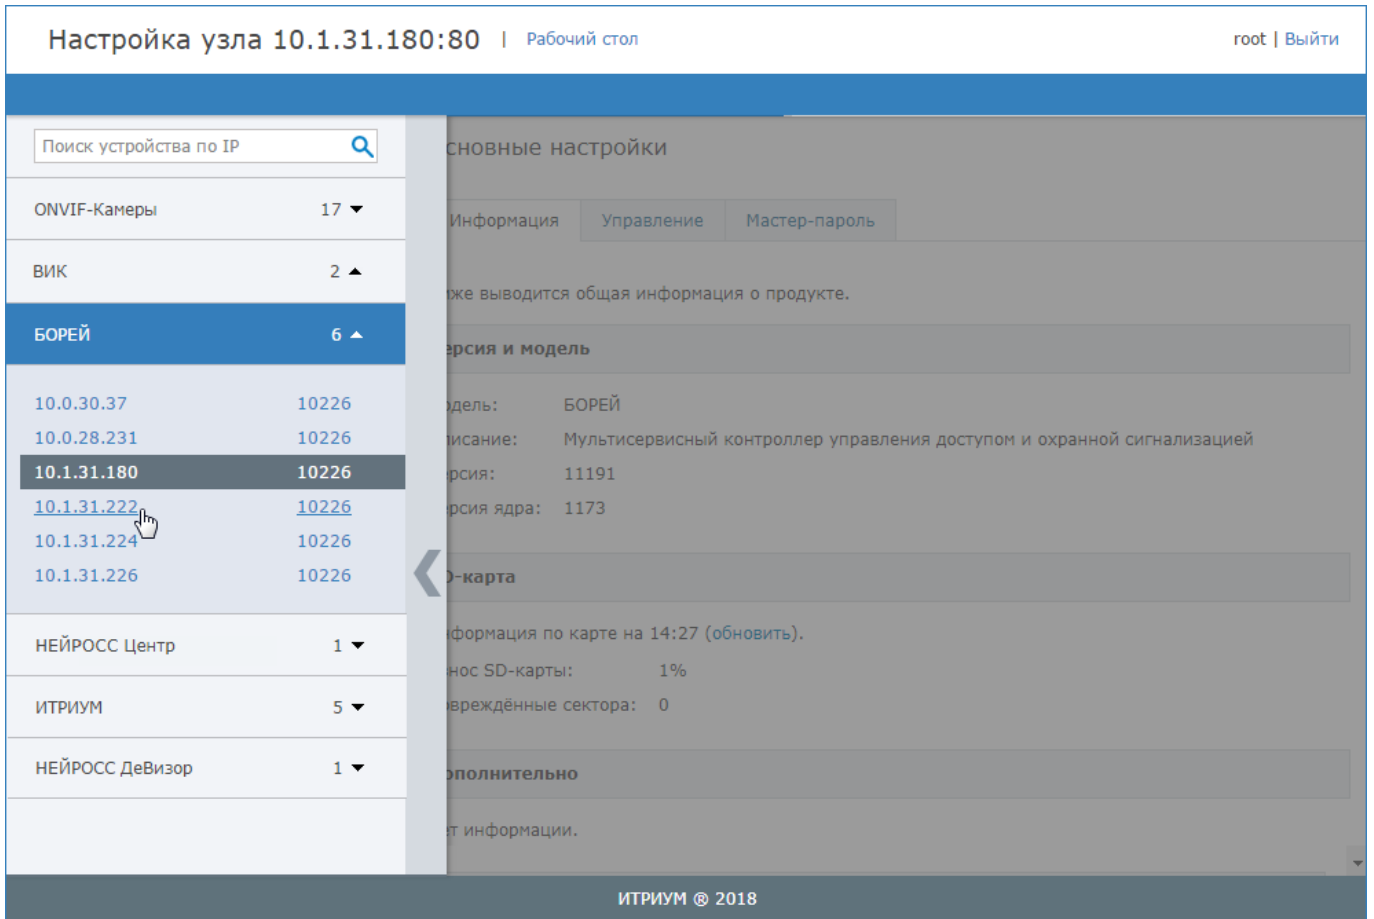 Настройка узла 10.1.31.180:80 | Рабочий стол
root | Выйти
Поиск устройства по IP
ONVIF-Камеры 17
ВИК 2
БОРЕЙ 6
10.0.30.37 10226
10.0.28.231 10226
10.1.31.180 10226
10.1.31.222 10226
10.1.31.224 10226
10.1.31.226 10226
НЕЙРОСС Центр 1
ИТРИУМ 5
НЕЙРОСС ДеВизор 1
сновные настройки
Информация Управление Мастер-пароль
же выводится общая информация о продукте.
ерсия и модель
одель: БОРЕЙ
исание: Мультисервисный контроллер управления доступом и охранной сигнализацией
ерсия: 11191
ерсия ядра: 1173
D-карта
формация по карте на 14:27 (обновить).
нос SD-карты: 1%
овреждённые сектора: 0
ополнительно
ет информации.
ИТРИУМ ® 2018